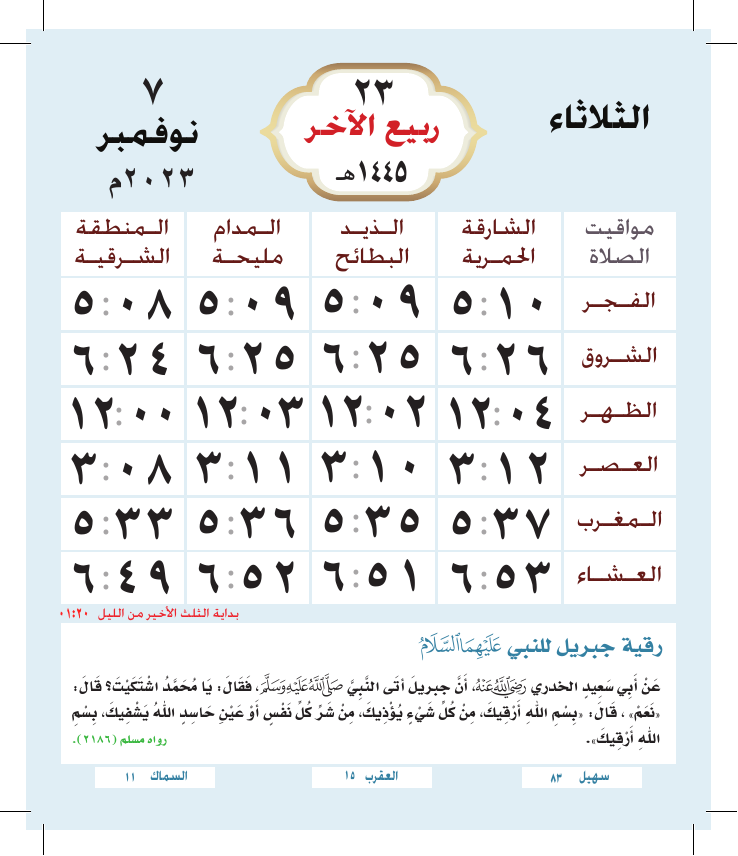 الثلاثاء
٢٣
ربيع الآخر
١٤٤٥هـ
٧
نوفمبر
٢٠٢٣م
مواقيت الصلاة | الشارقة الحمرية | الذيد البطائح | المدام مليحة | المنطقة الشرقية
الفجر | ٥:١٠ | ٥:٠٩ | ٥:٠٩ | ٥:٠٨
الشروق | ٦:٢٦ | ٦:٢٥ | ٦:٢٥ | ٦:٢٤
الظهر | ١٢:٠٤ | ١٢:٠٢ | ١٢:٠٣ | ١٢:٠٠
العصر | ٣:١٢ | ٣:١٠ | ٣:١١ | ٣:٠٨
المغرب | ٥:٣٧ | ٥:٣٥ | ٥:٣٦ | ٥:٣٣
العشاء | ٦:٥٣ | ٦:٥١ | ٦:٥٢ | ٦:٤٩
بداية الثلث الأخير من الليل ٠١:٢٠
رقية جبريل للنبي عَلَيْهِمَا السَّلَامُ
عَنْ أَبِي سَعِيدٍ الخدري رَضِيَ اللَّهُ عَنْهُ، أَنَّ جبريلَ أتَى النَّبِيَّ صَلَّى اللَّهُ عَلَيْهِ وَسَلَّمَ، فَقَالَ: يَا مُحَمَّدُ اشْتَكَيْتَ؟ قَالَ:
«نَعَمْ» ، قَالَ: «بِسْمِ اللهِ أَرْقِيكَ، مِنْ كُلِّ شَيْءٍ يُؤْذِيكَ، مِنْ شَرِّ كُلِّ نَفْسٍ أَوْ عَيْنِ حَاسِدٍ اللهُ يَشْفِيكَ، بِسْمِ
اللهِ أَرْقِيكَ». رواه مسلم (٢١٨٦).
سهيل ٨٣
العقرب ١٥
السماك ١١